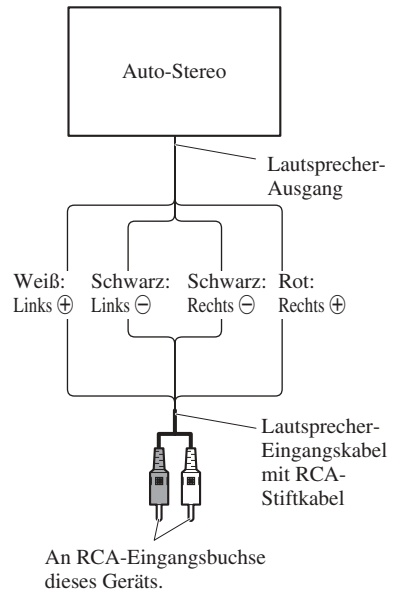 Auto-Stereo
Lautsprecher-
Ausgang
Weiß:
Links ⊕
Schwarz:
Links ⊖
Schwarz:
Rechts ⊖
Rot:
Rechts ⊕
Lautsprecher-
Eingangskabel
mit RCA-
Stiftkabel
An RCA-Eingangsbuchse
dieses Geräts.